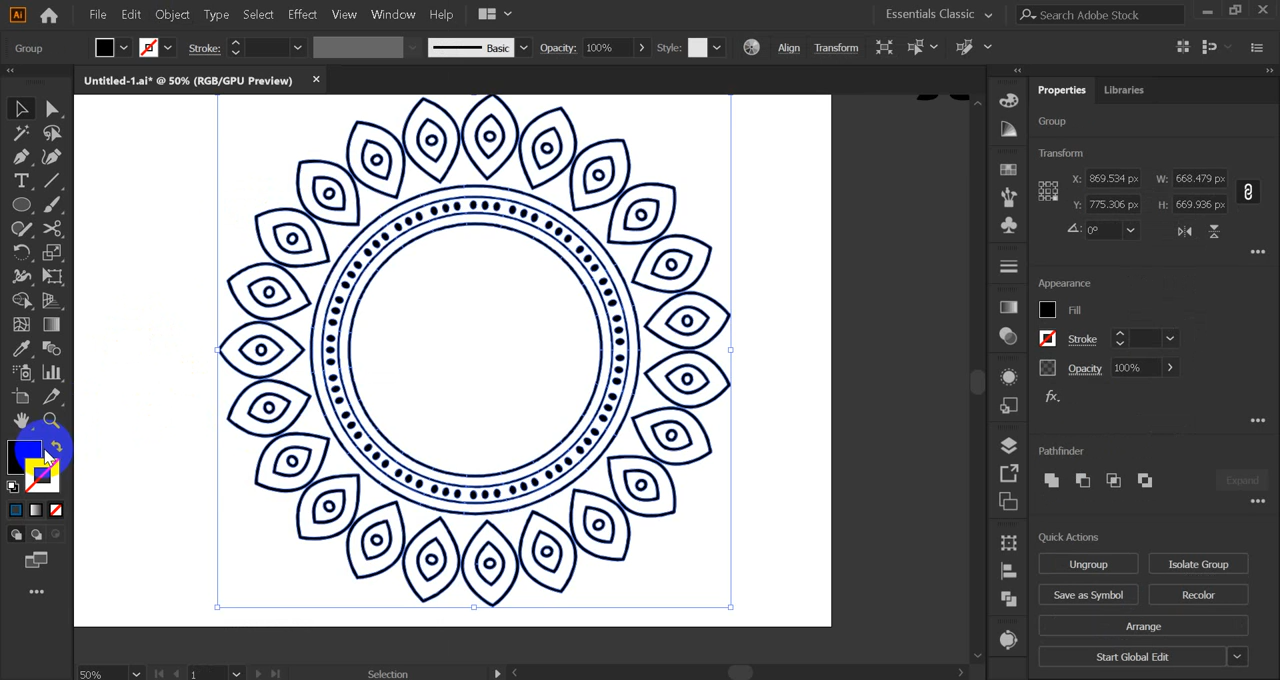 Ai File Edit Object Type Select Effect View Window Help Essentials Classic Search Adobe Stock
Group Stroke: Basic Opacity: 100% Style: Align Transform
Untitled-1.ai* @ 50% (RGB/GPU Preview) ×
Properties Libraries
Group
Transform
X: 869.534 px W: 668.479 px
Y: 775.306 px H: 669.936 px
0°
Appearance
Fill
Stroke
Opacity 100%
fx.
Pathfinder
Expand
Quick Actions
Ungroup Isolate Group
Save as Symbol Recolor
Arrange
Start Global Edit
50% 1 Selection